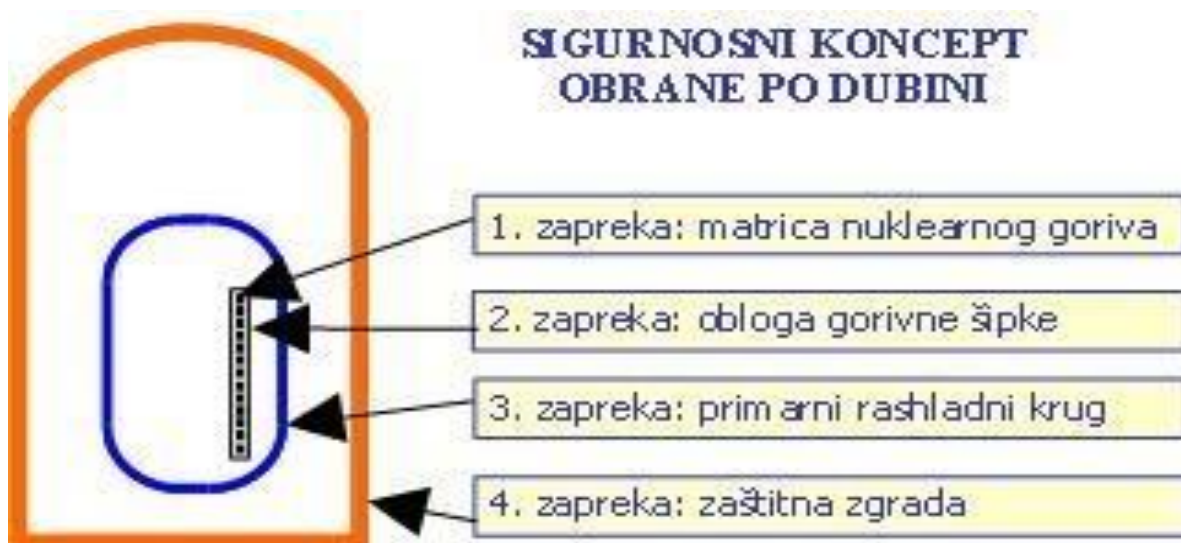 SIGURNOSNI KONCEPT
OBRANE PO DUBINI
1. zapreka: matrica nuklearnog goriva
2. zapreka: obloga gorivne šipke
3. zapreka: primarni rashladni krug
4. zapreka: zaštitna zgrada